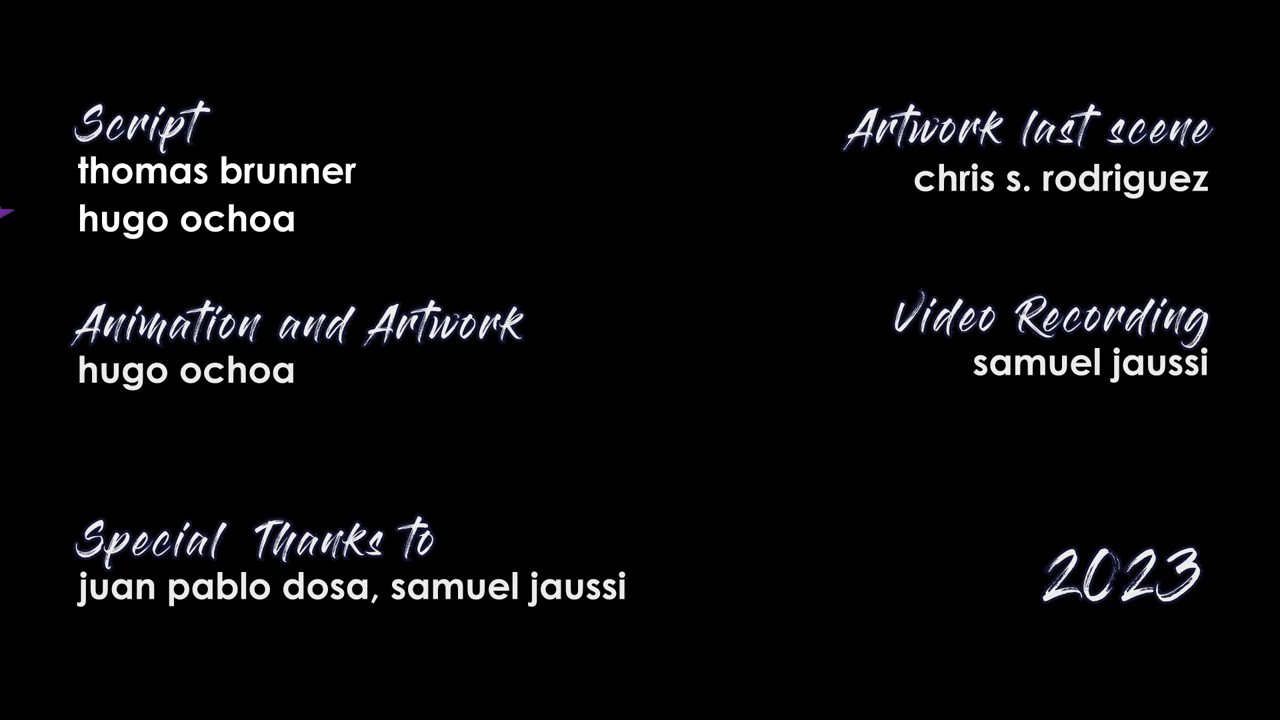 Script
thomas brunner
hugo ochoa
Animation and Artwork
hugo ochoa
Special Thanks to
juan pablo dosa, samuel jaussi
Artwork last scene
chris s. rodriguez
Video Recording
samuel jaussi
2023